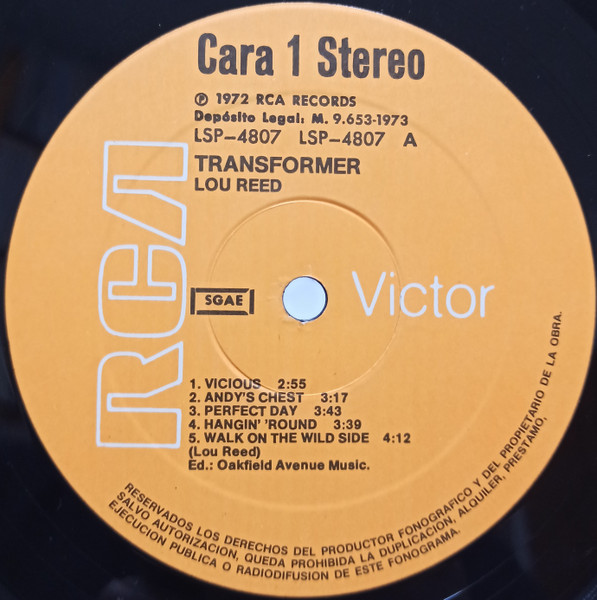 Cara 1 Stereo
Ⓟ 1972 RCA RECORDS
Depósito Legal: M. 9.653-1973
LSP-4807 LSP-4807 A
TRANSFORMER
LOU REED
RCA
SGAE
Victor
1. VICIOUS 2:55
2. ANDY'S CHEST 3:17
3. PERFECT DAY 3:43
4. HANGIN' 'ROUND 3:39
5. WALK ON THE WILD SIDE 4:12
(Lou Reed)
Ed.: Oakfield Avenue Music.
RESERVADOS LOS DERECHOS DEL PRODUCTOR FONOGRAFICO Y DEL PROPIETARIO DE LA OBRA.
SALVO AUTORIZACION, QUEDA PROHIBIDA LA DUPLICACION, ALQUILER, PRESTAMO,
EJECUCION PUBLICA O RADIODIFUSION DE ESTE FONOGRAMA.